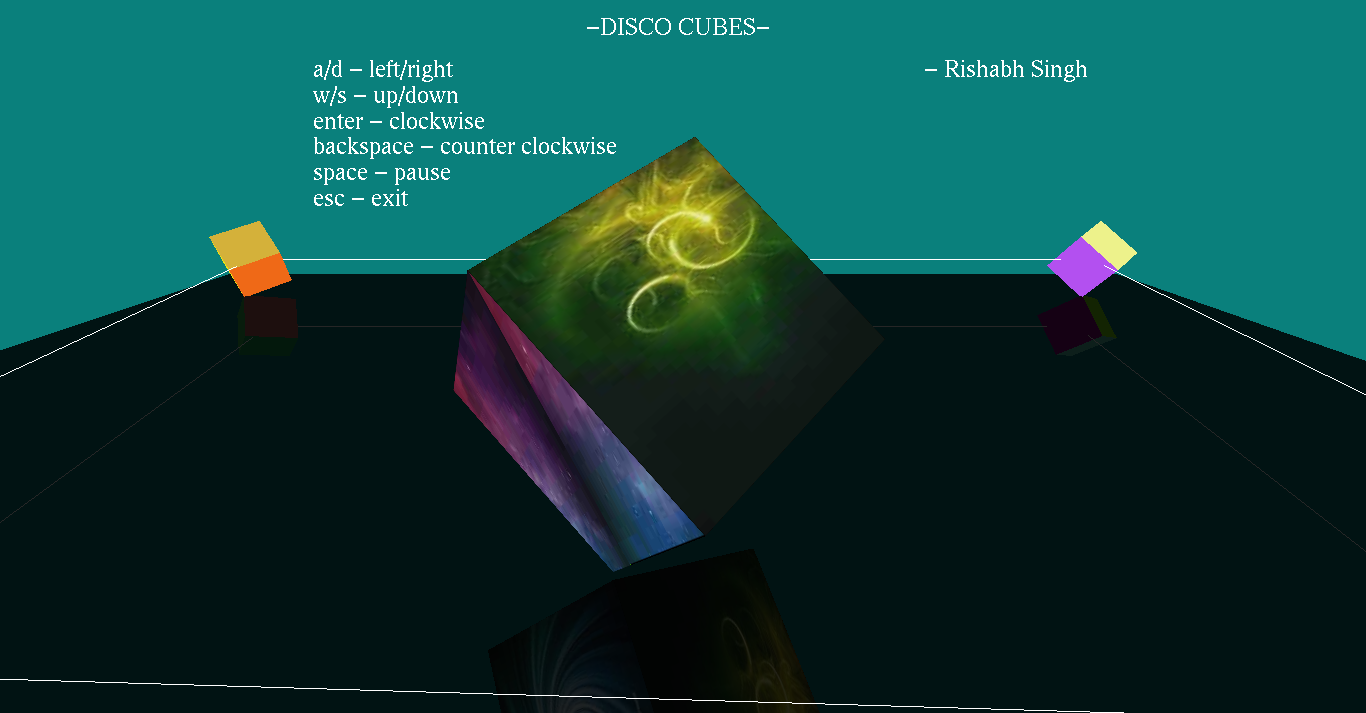 –DISCO CUBES–
a/d – left/right
– Rishabh Singh
w/s – up/down
enter – clockwise
backspace – counter clockwise
space – pause
esc – exit